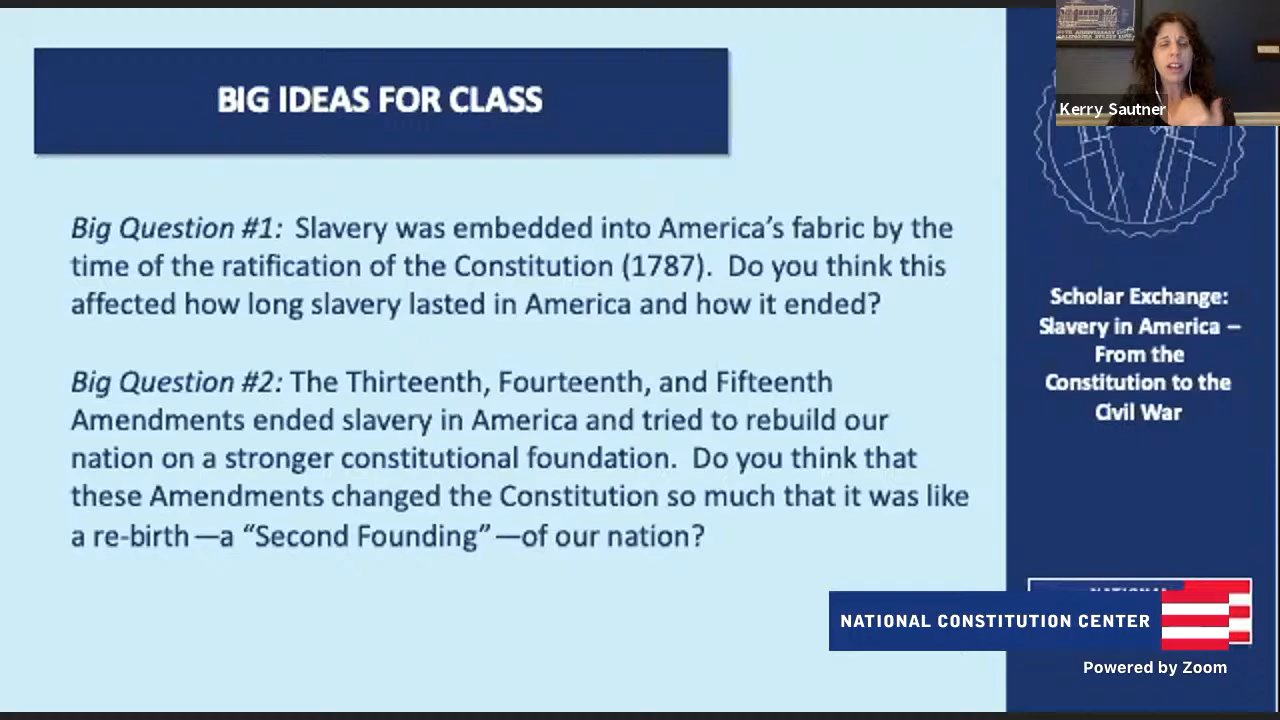 BIG IDEAS FOR CLASS
Big Question #1: Slavery was embedded into America’s fabric by the
time of the ratification of the Constitution (1787). Do you think this
affected how long slavery lasted in America and how it ended?
Big Question #2: The Thirteenth, Fourteenth, and Fifteenth
Amendments ended slavery in America and tried to rebuild our
nation on a stronger constitutional foundation. Do you think that
these Amendments changed the Constitution so much that it was like
a re-birth—a “Second Founding”—of our nation?
Kerry Sautner
Scholar Exchange:
Slavery in America –
From the
Constitution to the
Civil War
NATIONAL CONSTITUTION CENTER
Powered by Zoom